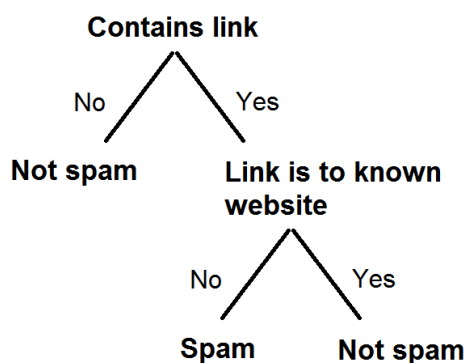 Contains link
No
Yes
Not spam
Link is to known
website
No
Yes
Spam
Not spam